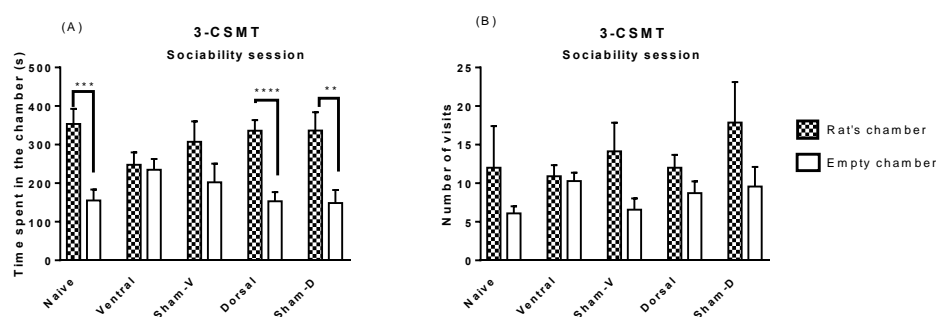 (A)
3-CSMT
Sociability session
Time spent in the chamber (s)
500
400
300
200
100
0
***
****
**
Naive
Ventral
Sham-V
Dorsal
Sham-D
(B)
3-CSMT
Sociability session
Number of visits
25
20
15
10
5
0
Naive
Ventral
Sham-V
Dorsal
Sham-D
Rat's chamber
Empty chamber